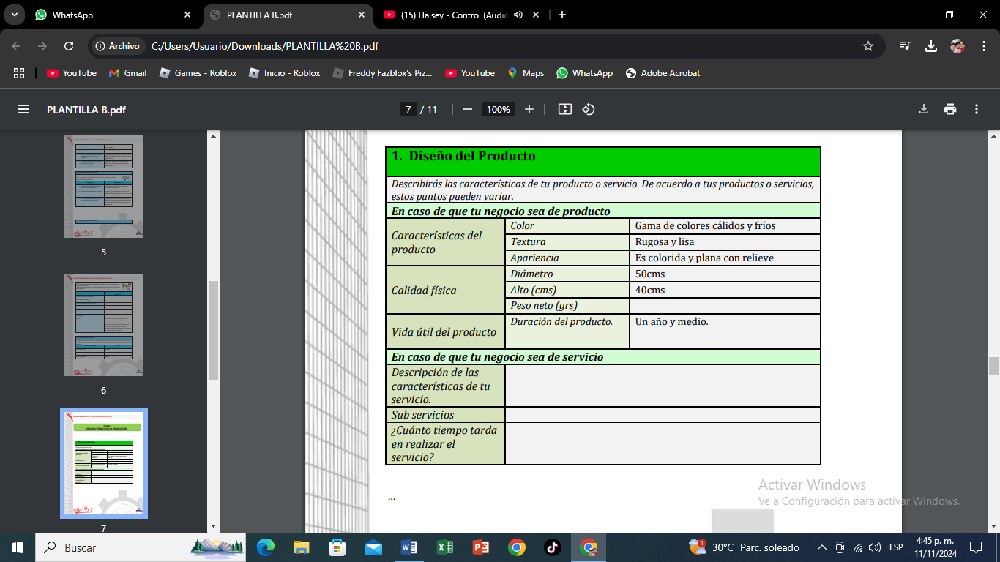 WhatsApp
PLANTILLA B.pdf
(15) Halsey - Control (Audio
Archivo
C:/Users/Usuario/Downloads/PLANTILLA%20B.pdf
YouTube
Gmail
Games - Roblox
Inicio - Roblox
Freddy Fazblox's Piz...
YouTube
Maps
WhatsApp
Adobe Acrobat
PLANTILLA B.pdf
7 / 11
100%
5
6
7
1. Diseño del Producto
Describirás las características de tu producto o servicio. De acuerdo a tus productos o servicios,
estos puntos pueden variar.
En caso de que tu negocio sea de producto
Características del
producto
Color
Gama de colores cálidos y fríos
Textura
Rugosa y lisa
Apariencia
Es colorida y plana con relieve
Calidad física
Diámetro
50cms
Alto (cms)
40cms
Peso neto (grs)
Vida útil del producto
Duración del producto.
Un año y medio.
En caso de que tu negocio sea de servicio
Descripción de las
características de tu
servicio.
Sub servicios
¿Cuánto tiempo tarda
en realizar el
servicio?
...
Activar Windows
Ve a Configuración para activar Windows.
Buscar
1
30°C Parc. soleado
ESP
4:45 p. m.
11/11/2024